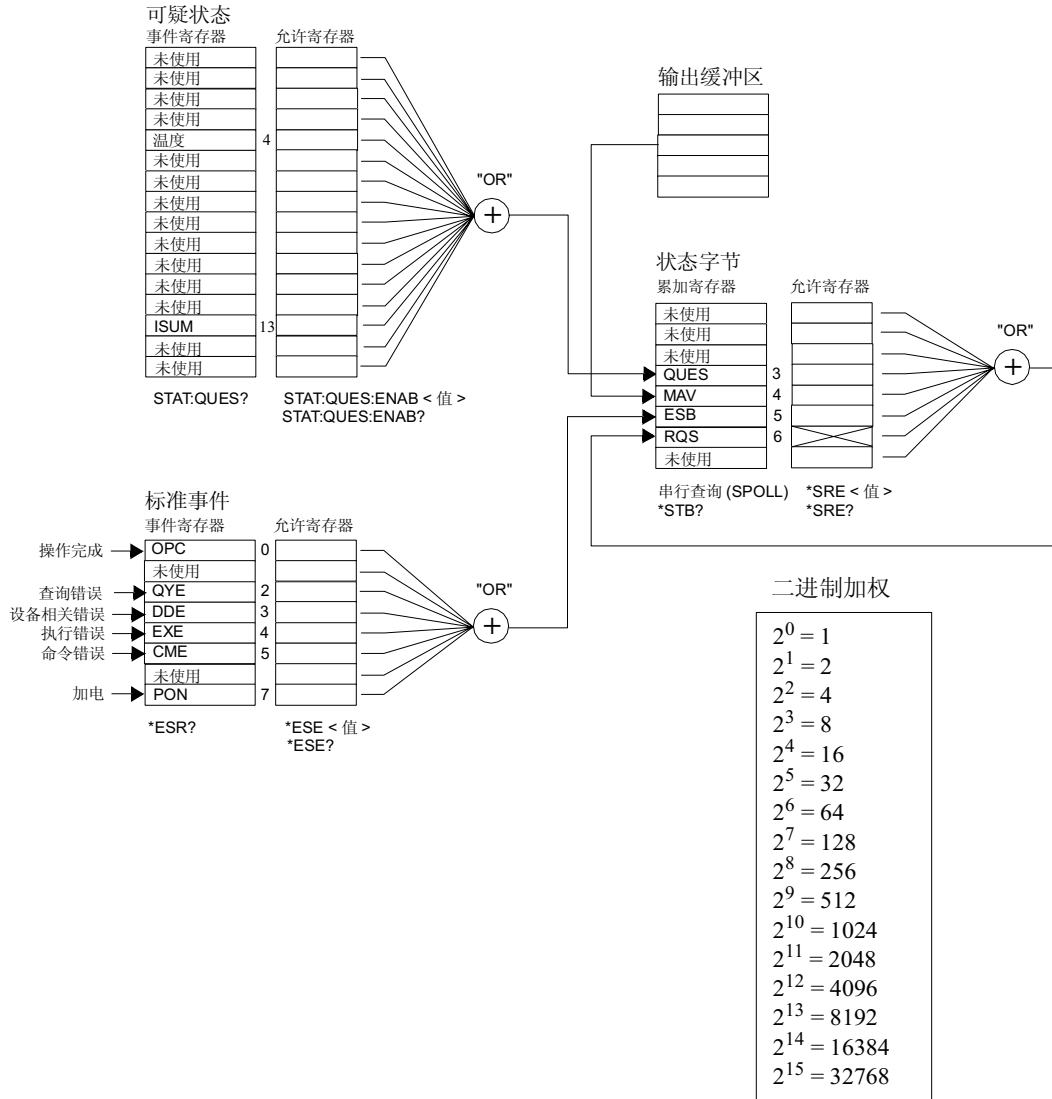 可疑状态
事件寄存器 允许寄存器
未使用
未使用
未使用
未使用
温度 4
未使用
未使用
未使用
未使用
未使用
未使用
未使用
未使用
ISUM 13
未使用
未使用
"OR"
+
STAT:QUES? STAT:QUES:ENAB < 值 >
STAT:QUES:ENAB?
输出缓冲区
状态字节
累加寄存器 允许寄存器
未使用
未使用
未使用
QUES 3
MAV 4
ESB 5
RQS 6
未使用
"OR"
+
串行查询 (SPOLL) *SRE < 值 >
*STB? *SRE?
标准事件
事件寄存器 允许寄存器
操作完成 OPC 0
未使用
查询错误 QYE 2
设备相关错误 DDE 3
执行错误 EXE 4
命令错误 CME 5
未使用
加电 PON 7
"OR"
+
*ESR? *ESE < 值 >
*ESE?
二进制加权
2^0 = 1
2^1 = 2
2^2 = 4
2^3 = 8
2^4 = 16
2^5 = 32
2^6 = 64
2^7 = 128
2^8 = 256
2^9 = 512
2^10 = 1024
2^11 = 2048
2^12 = 4096
2^13 = 8192
2^14 = 16384
2^15 = 32768